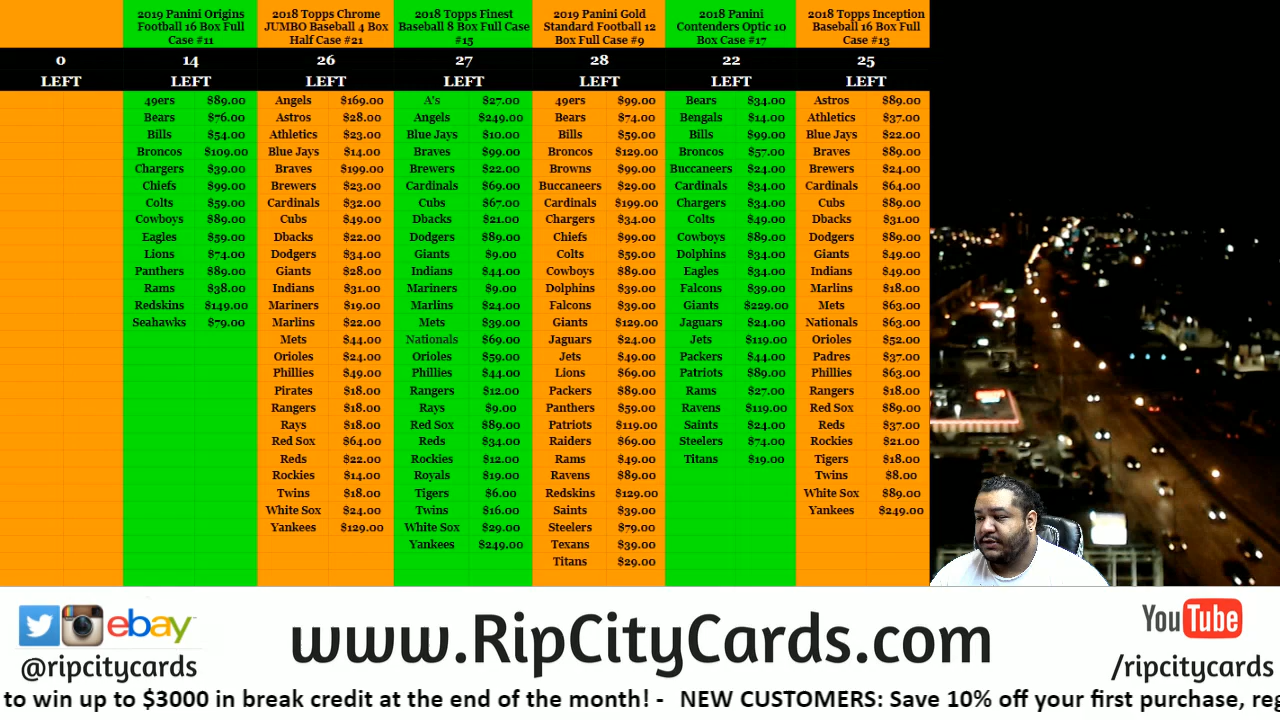 0
LEFT
2019 Panini Origins
Football 16 Box Full
Case #11
14
LEFT
49ers $89.00
Bears $76.00
Bills $54.00
Broncos $109.00
Chargers $39.00
Chiefs $99.00
Colts $59.00
Cowboys $89.00
Eagles $59.00
Lions $74.00
Panthers $89.00
Rams $38.00
Redskins $149.00
Seahawks $79.00
2018 Topps Chrome
JUMBO Baseball 4 Box
Half Case #21
26
LEFT
Angels $169.00
Astros $28.00
Athletics $23.00
Blue Jays $14.00
Braves $199.00
Brewers $23.00
Cardinals $32.00
Cubs $49.00
Dbacks $22.00
Dodgers $34.00
Giants $28.00
Indians $31.00
Mariners $19.00
Marlins $22.00
Mets $44.00
Orioles $24.00
Phillies $49.00
Pirates $18.00
Rangers $18.00
Rays $18.00
Red Sox $64.00
Reds $22.00
Rockies $14.00
Twins $18.00
White Sox $24.00
Yankees $129.00
2018 Topps Finest
Baseball 8 Box Full Case
#15
27
LEFT
A's $27.00
Angels $249.00
Blue Jays $10.00
Braves $99.00
Brewers $22.00
Cardinals $69.00
Cubs $67.00
Dbacks $21.00
Dodgers $89.00
Giants $9.00
Indians $44.00
Mariners $9.00
Marlins $24.00
Mets $39.00
Nationals $69.00
Orioles $59.00
Phillies $44.00
Rangers $12.00
Rays $9.00
Red Sox $89.00
Reds $34.00
Rockies $12.00
Royals $19.00
Tigers $6.00
Twins $16.00
White Sox $29.00
Yankees $249.00
2019 Panini Gold
Standard Football 12
Box Full Case #9
28
LEFT
49ers $99.00
Bears $74.00
Bills $59.00
Broncos $129.00
Browns $99.00
Buccaneers $29.00
Cardinals $199.00
Chargers $34.00
Chiefs $99.00
Colts $59.00
Cowboys $89.00
Dolphins $39.00
Falcons $39.00
Giants $129.00
Jaguars $24.00
Jets $49.00
Lions $69.00
Packers $89.00
Panthers $59.00
Patriots $119.00
Raiders $69.00
Rams $49.00
Ravens $89.00
Redskins $129.00
Saints $39.00
Steelers $79.00
Texans $39.00
Titans $29.00
2018 Panini
Contenders Optic 10
Box Case #17
22
LEFT
Bears $34.00
Bengals $14.00
Bills $99.00
Broncos $57.00
Buccaneers $24.00
Cardinals $34.00
Chargers $34.00
Colts $49.00
Cowboys $89.00
Dolphins $34.00
Eagles $34.00
Falcons $39.00
Giants $229.00
Jaguars $24.00
Jets $119.00
Packers $44.00
Patriots $89.00
Rams $27.00
Ravens $119.00
Saints $24.00
Steelers $74.00
Titans $19.00
2018 Topps Inception
Baseball 16 Box Full
Case #13
25
LEFT
Astros $89.00
Athletics $37.00
Blue Jays $22.00
Braves $89.00
Brewers $24.00
Cardinals $64.00
Cubs $89.00
Dbacks $31.00
Dodgers $89.00
Giants $49.00
Indians $49.00
Marlins $18.00
Mets $63.00
Nationals $63.00
Orioles $52.00
Padres $37.00
Phillies $63.00
Rangers $18.00
Red Sox $89.00
Reds $37.00
Rockies $21.00
Tigers $18.00
Twins $8.00
White Sox $89.00
Yankees $249.00
ebay
@ripcitycards
www.RipCityCards.com
YouTube
/ripcitycards
to win up to $3000 in break credit at the end of the month! - NEW CUSTOMERS: Save 10% off your first purchase, reg